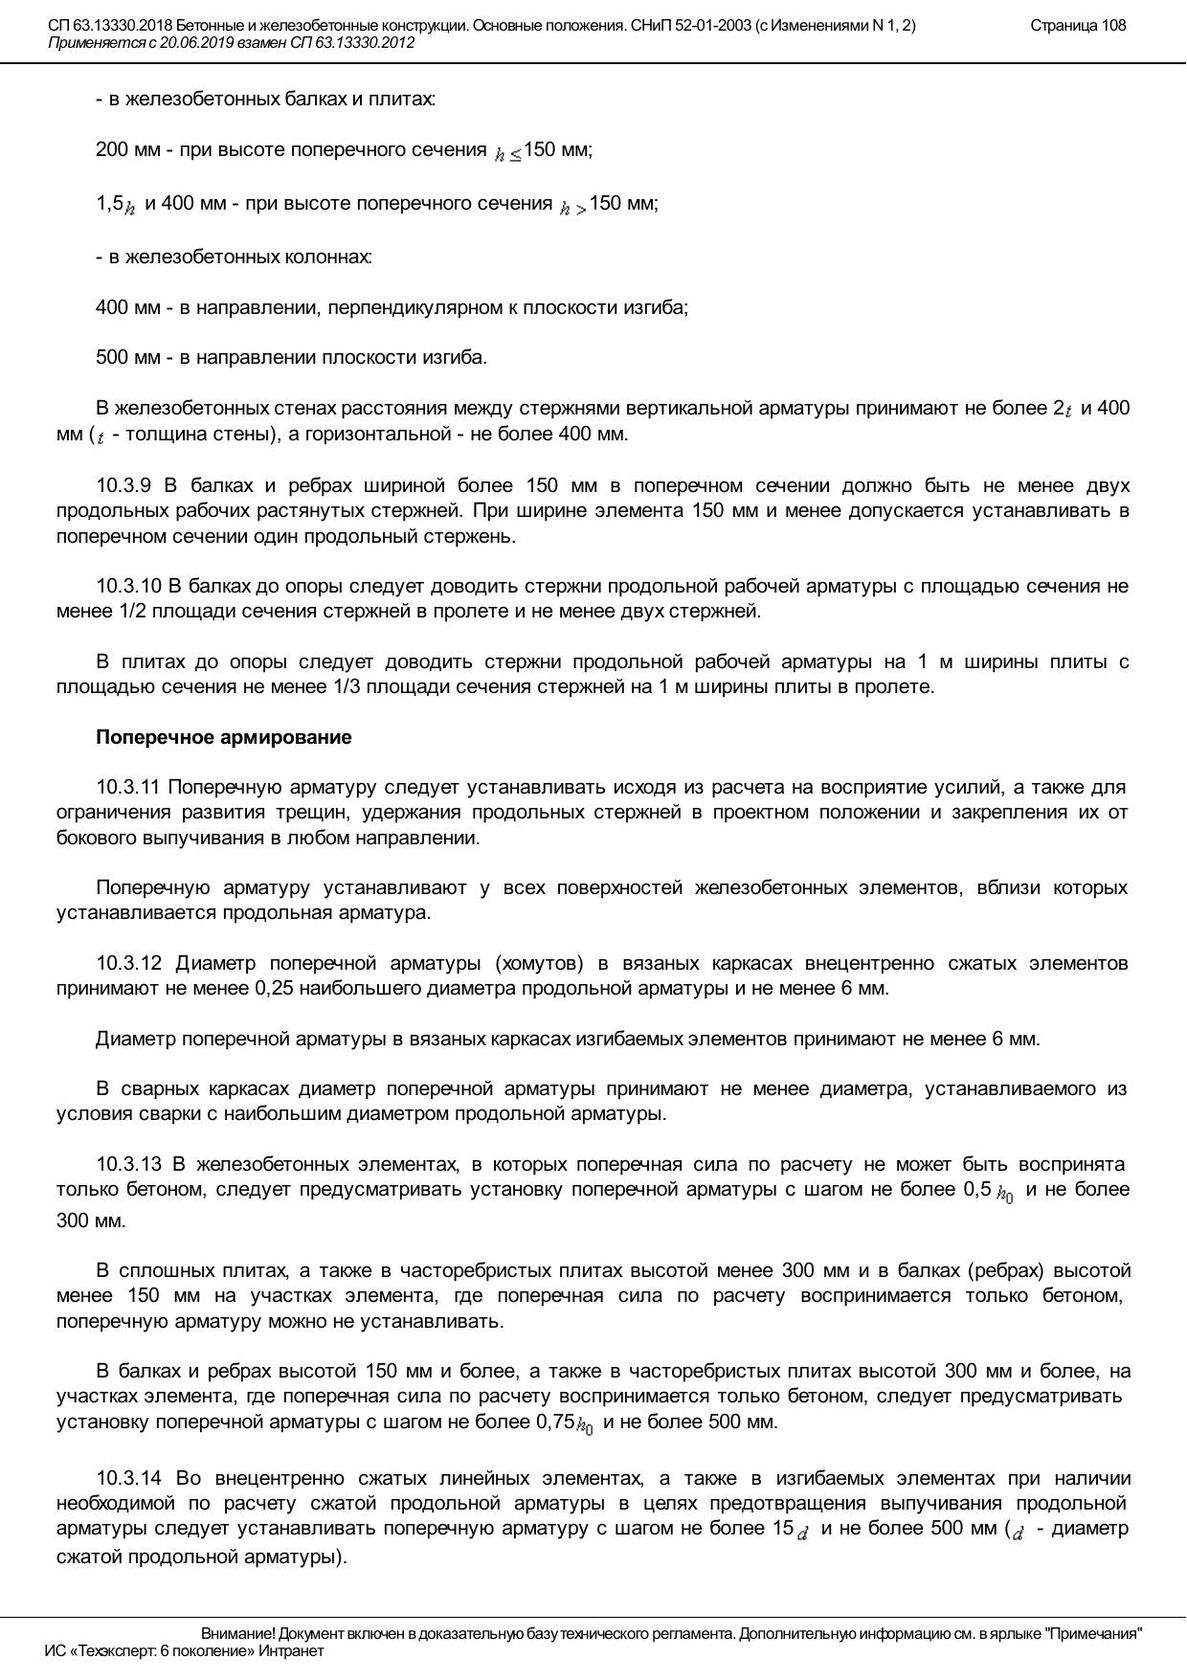 СП 63.13330.2018 Бетонные и железобетонные конструкции. Основные положения. СНиП 52-01-2003 (с Изменениями N 1, 2) Страница 108
Применяется с 20.06.2019 взамен СП 63.13330.2012
- в железобетонных балках и плитах:
200 мм - при высоте поперечного сечения h ≤150 мм;
1,5h и 400 мм - при высоте поперечного сечения h >150 мм;
- в железобетонных колоннах:
400 мм - в направлении, перпендикулярном к плоскости изгиба;
500 мм - в направлении плоскости изгиба.
В железобетонных стенах расстояния между стержнями вертикальной арматуры принимают не более 2t и 400
мм (t - толщина стены), а горизонтальной - не более 400 мм.
10.3.9 В балках и ребрах шириной более 150 мм в поперечном сечении должно быть не менее двух
продольных рабочих растянутых стержней. При ширине элемента 150 мм и менее допускается устанавливать в
поперечном сечении один продольный стержень.
10.3.10 В балках до опоры следует доводить стержни продольной рабочей арматуры с площадью сечения не
менее 1/2 площади сечения стержней в пролете и не менее двух стержней.
В плитах до опоры следует доводить стержни продольной рабочей арматуры на 1 м ширины плиты с
площадью сечения не менее 1/3 площади сечения стержней на 1 м ширины плиты в пролете.
Поперечное армирование
10.3.11 Поперечную арматуру следует устанавливать исходя из расчета на восприятие усилий, а также для
ограничения развития трещин, удержания продольных стержней в проектном положении и закрепления их от
бокового выпучивания в любом направлении.
Поперечную арматуру устанавливают у всех поверхностей железобетонных элементов, вблизи которых
устанавливается продольная арматура.
10.3.12 Диаметр поперечной арматуры (хомутов) в вязаных каркасах внецентренно сжатых элементов
принимают не менее 0,25 наибольшего диаметра продольной арматуры и не менее 6 мм.
Диаметр поперечной арматуры в вязаных каркасах изгибаемых элементов принимают не менее 6 мм.
В сварных каркасах диаметр поперечной арматуры принимают не менее диаметра, устанавливаемого из
условия сварки с наибольшим диаметром продольной арматуры.
10.3.13 В железобетонных элементах, в которых поперечная сила по расчету не может быть воспринята
только бетоном, следует предусматривать установку поперечной арматуры с шагом не более 0,5 h₀ и не более
300 мм.
В сплошных плитах, а также в часторебристых плитах высотой менее 300 мм и в балках (ребрах) высотой
менее 150 мм на участках элемента, где поперечная сила по расчету воспринимается только бетоном,
поперечную арматуру можно не устанавливать.
В балках и ребрах высотой 150 мм и более, а также в часторебристых плитах высотой 300 мм и более, на
участках элемента, где поперечная сила по расчету воспринимается только бетоном, следует предусматривать
установку поперечной арматуры с шагом не более 0,75h₀ и не более 500 мм.
10.3.14 Во внецентренно сжатых линейных элементах, а также в изгибаемых элементах при наличии
необходимой по расчету сжатой продольной арматуры в целях предотвращения выпучивания продольной
арматуры следует устанавливать поперечную арматуру с шагом не более 15d и не более 500 мм (d - диаметр
сжатой продольной арматуры).
Внимание! Документ включен в доказательную базу технического регламента. Дополнительную информацию см. в ярлыке "Примечания"
ИС «Техэксперт: 6 поколение» Интранет